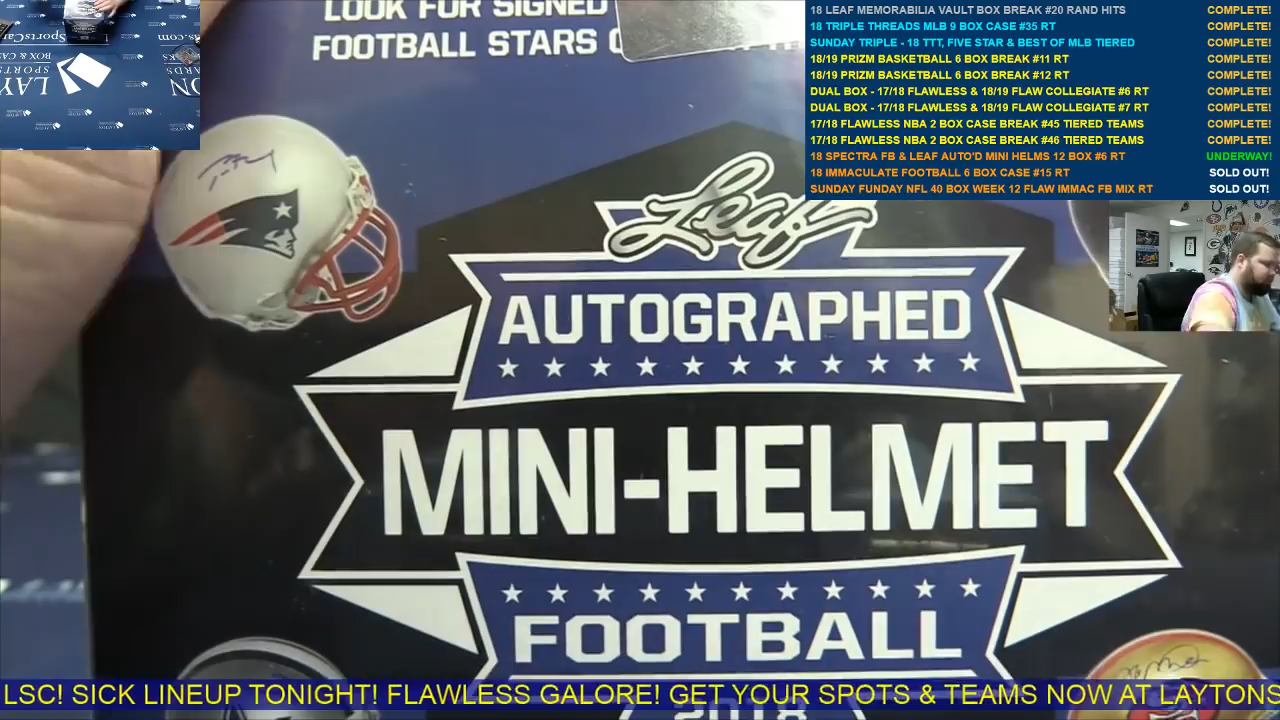 18 LEAF MEMORABILIA VAULT BOX BREAK #20 RAND HITS COMPLETE!
18 TRIPLE THREADS MLB 9 BOX CASE #35 RT COMPLETE!
SUNDAY TRIPLE - 18 TTT, FIVE STAR & BEST OF MLB TIERED COMPLETE!
18/19 PRIZM BASKETBALL 6 BOX BREAK #11 RT COMPLETE!
18/19 PRIZM BASKETBALL 6 BOX BREAK #12 RT COMPLETE!
DUAL BOX - 17/18 FLAWLESS & 18/19 FLAW COLLEGIATE #6 RT COMPLETE!
DUAL BOX - 17/18 FLAWLESS & 18/19 FLAW COLLEGIATE #7 RT COMPLETE!
17/18 FLAWLESS NBA 2 BOX CASE BREAK #45 TIERED TEAMS COMPLETE!
17/18 FLAWLESS NBA 2 BOX CASE BREAK #46 TIERED TEAMS COMPLETE!
18 SPECTRA FB & LEAF AUTO'D MINI HELMS 12 BOX #6 RT UNDERWAY!
18 IMMACULATE FOOTBALL 6 BOX CASE #15 RT SOLD OUT!
SUNDAY FUNDAY NFL 40 BOX WEEK 12 FLAW IMMAC FB MIX RT SOLD OUT!
LOOK FOR SIGNED
FOOTBALL STARS
Leaf
AUTOGRAPHED
MINI-HELMET
FOOTBALL
2018
LSC! SICK LINEUP TONIGHT! FLAWLESS GALORE! GET YOUR SPOTS & TEAMS NOW AT LAYTONS